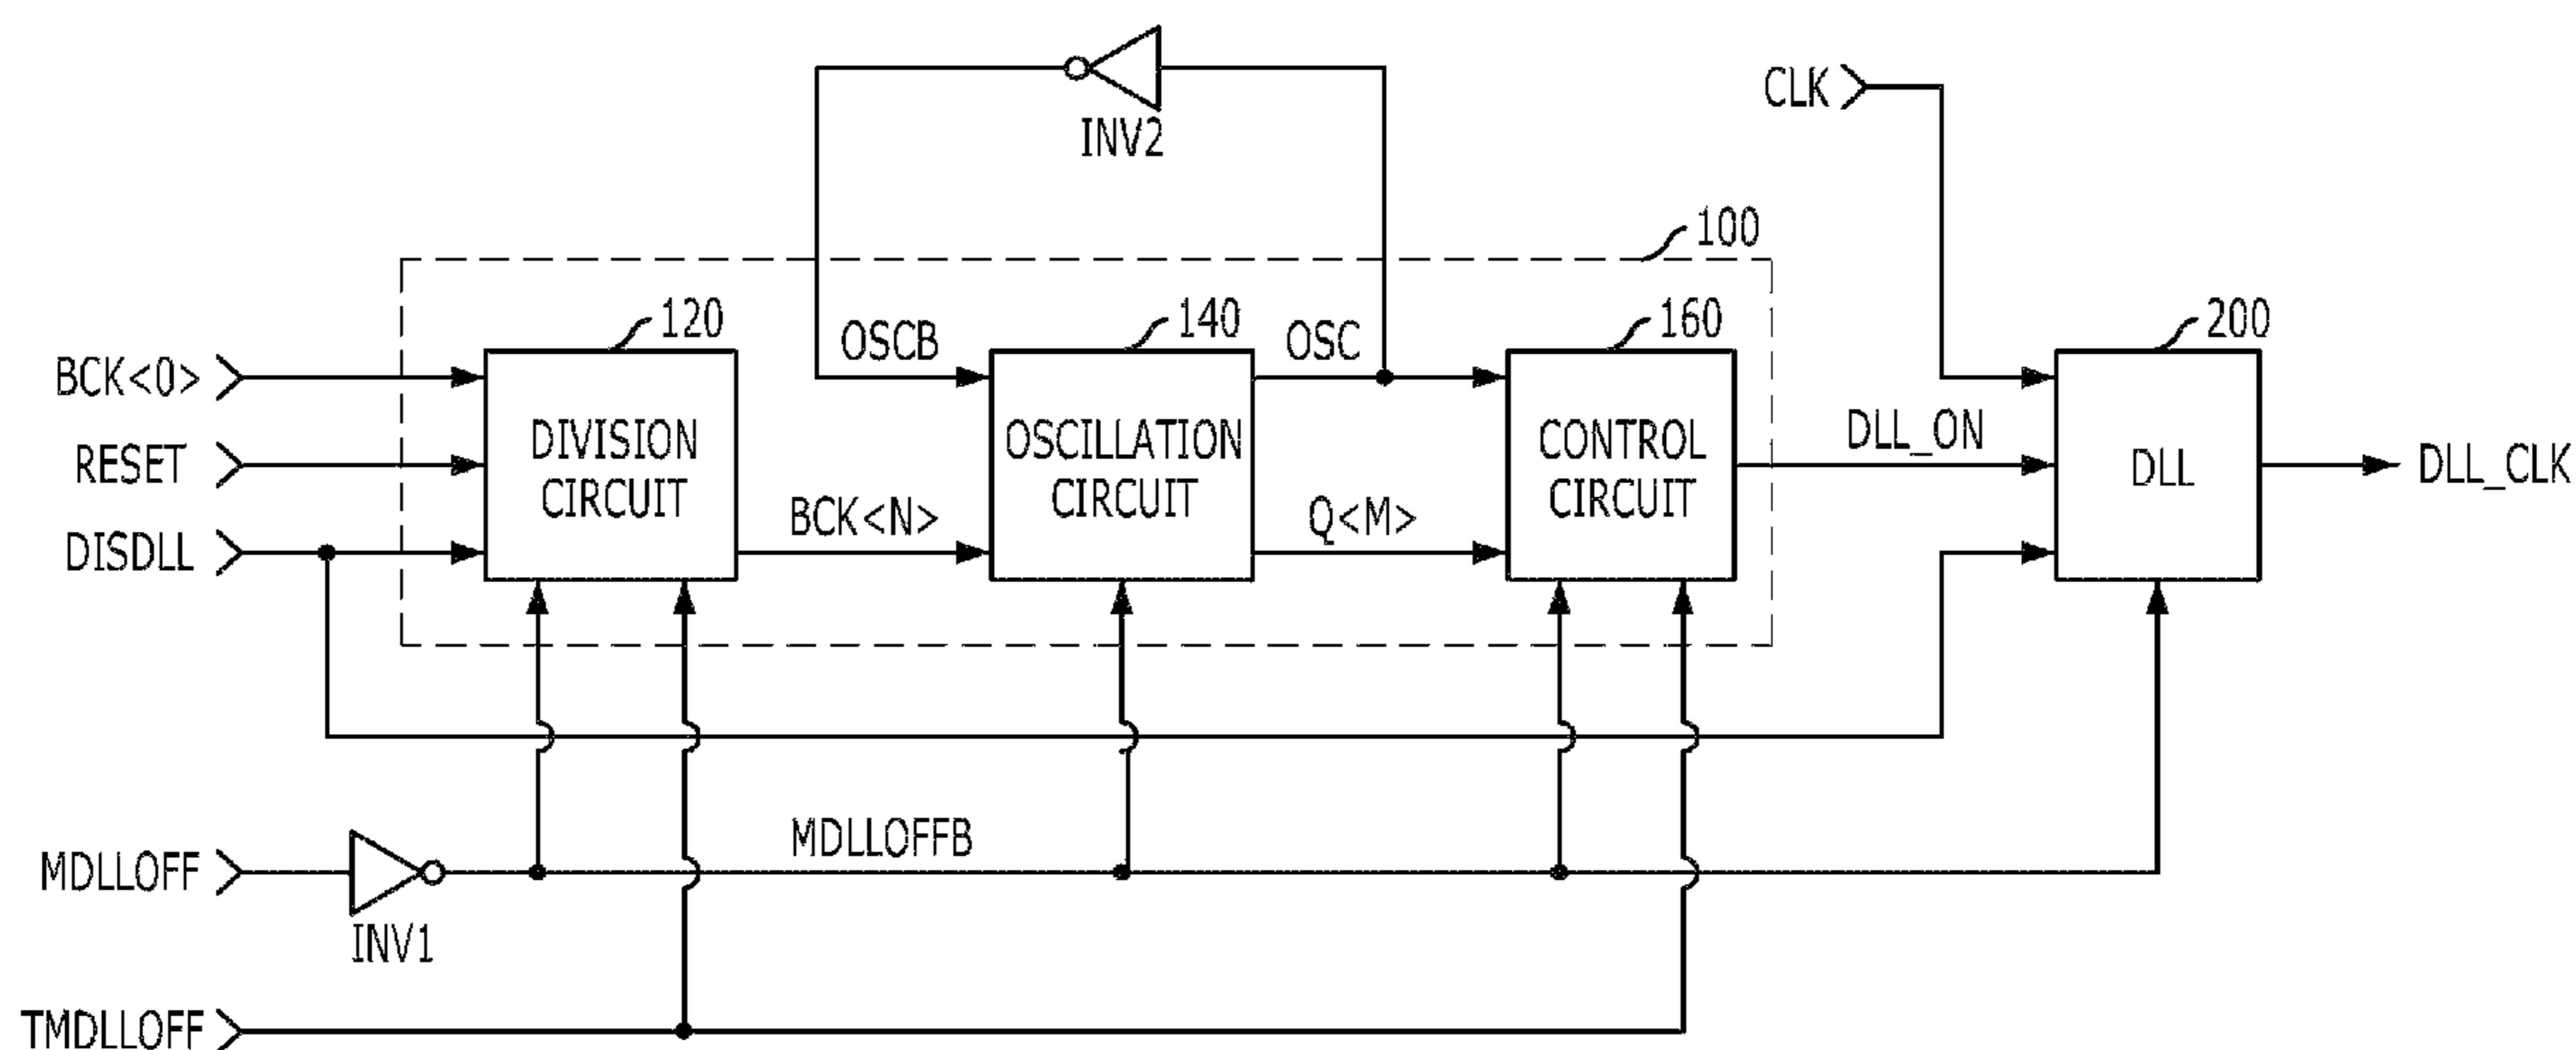 INV2
CLK
100
120
140
160
200
OSCB
OSC
BCK<0>
RESET
DISDLL
DIVISION
CIRCUIT
BCK<N>
OSCILLATION
CIRCUIT
Q<M>
CONTROL
CIRCUIT
DLL_ON
DLL
DLL_CLK
MDLLOFF
INV1
MDLLOFFB
TMDLLOFF